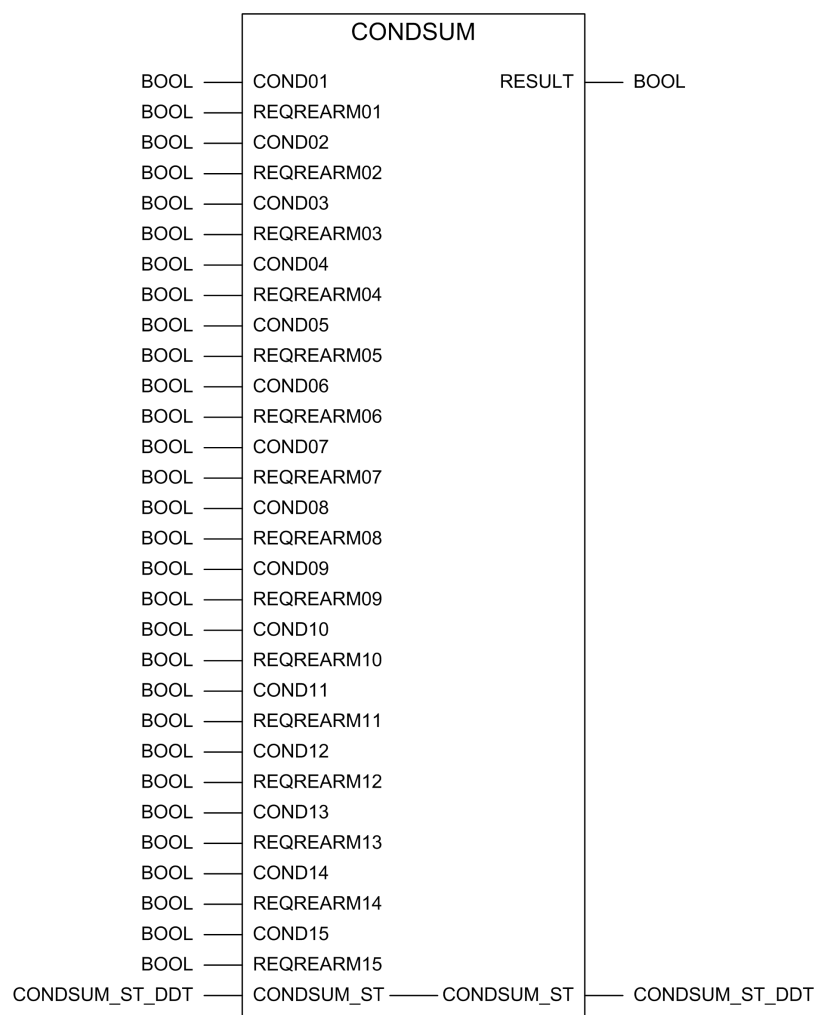 CONDSUM
BOOL COND01 RESULT BOOL
BOOL REQREARM01
BOOL COND02
BOOL REQREARM02
BOOL COND03
BOOL REQREARM03
BOOL COND04
BOOL REQREARM04
BOOL COND05
BOOL REQREARM05
BOOL COND06
BOOL REQREARM06
BOOL COND07
BOOL REQREARM07
BOOL COND08
BOOL REQREARM08
BOOL COND09
BOOL REQREARM09
BOOL COND10
BOOL REQREARM10
BOOL COND11
BOOL REQREARM11
BOOL COND12
BOOL REQREARM12
BOOL COND13
BOOL REQREARM13
BOOL COND14
BOOL REQREARM14
BOOL COND15
BOOL REQREARM15
CONDSUM_ST_DDT CONDSUM_ST CONDSUM_ST CONDSUM_ST_DDT